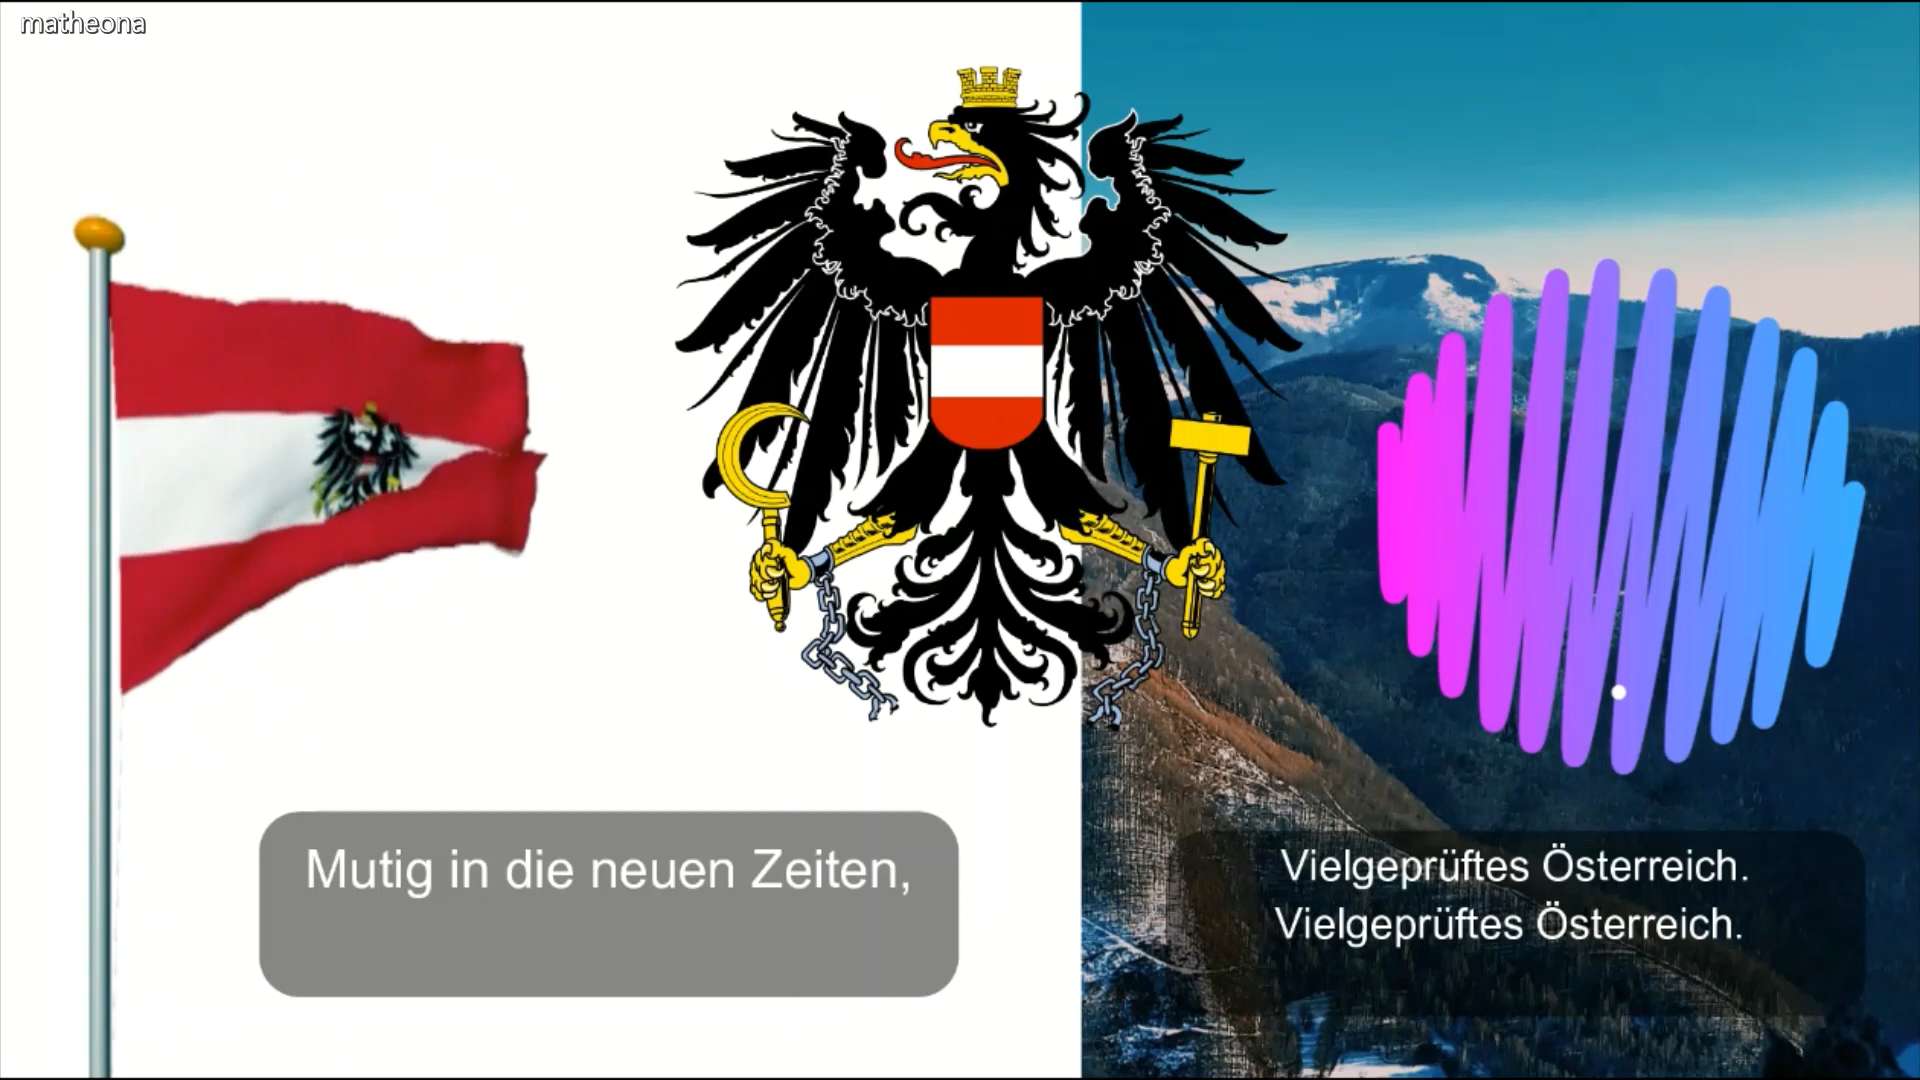 matheona
Mutig in die neuen Zeiten,
Vielgeprüftes Österreich.
Vielgeprüftes Österreich.